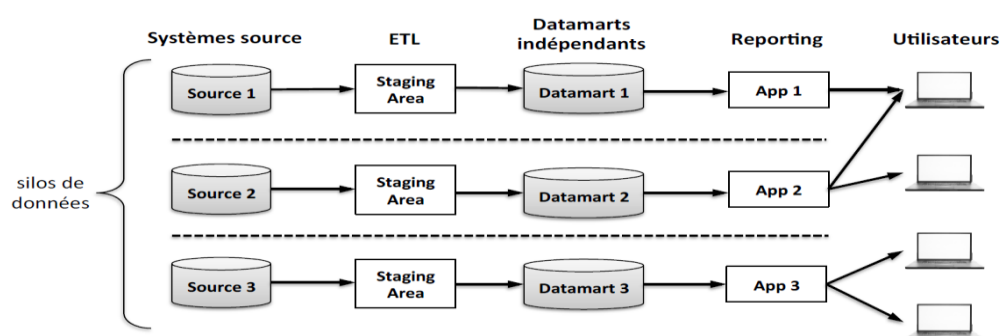 Systèmes source
ETL
Datamarts
indépendants
Reporting
Utilisateurs
Source 1
Staging
Area
Datamart 1
App 1
silos de
données
Source 2
Staging
Area
Datamart 2
App 2
Source 3
Staging
Area
Datamart 3
App 3